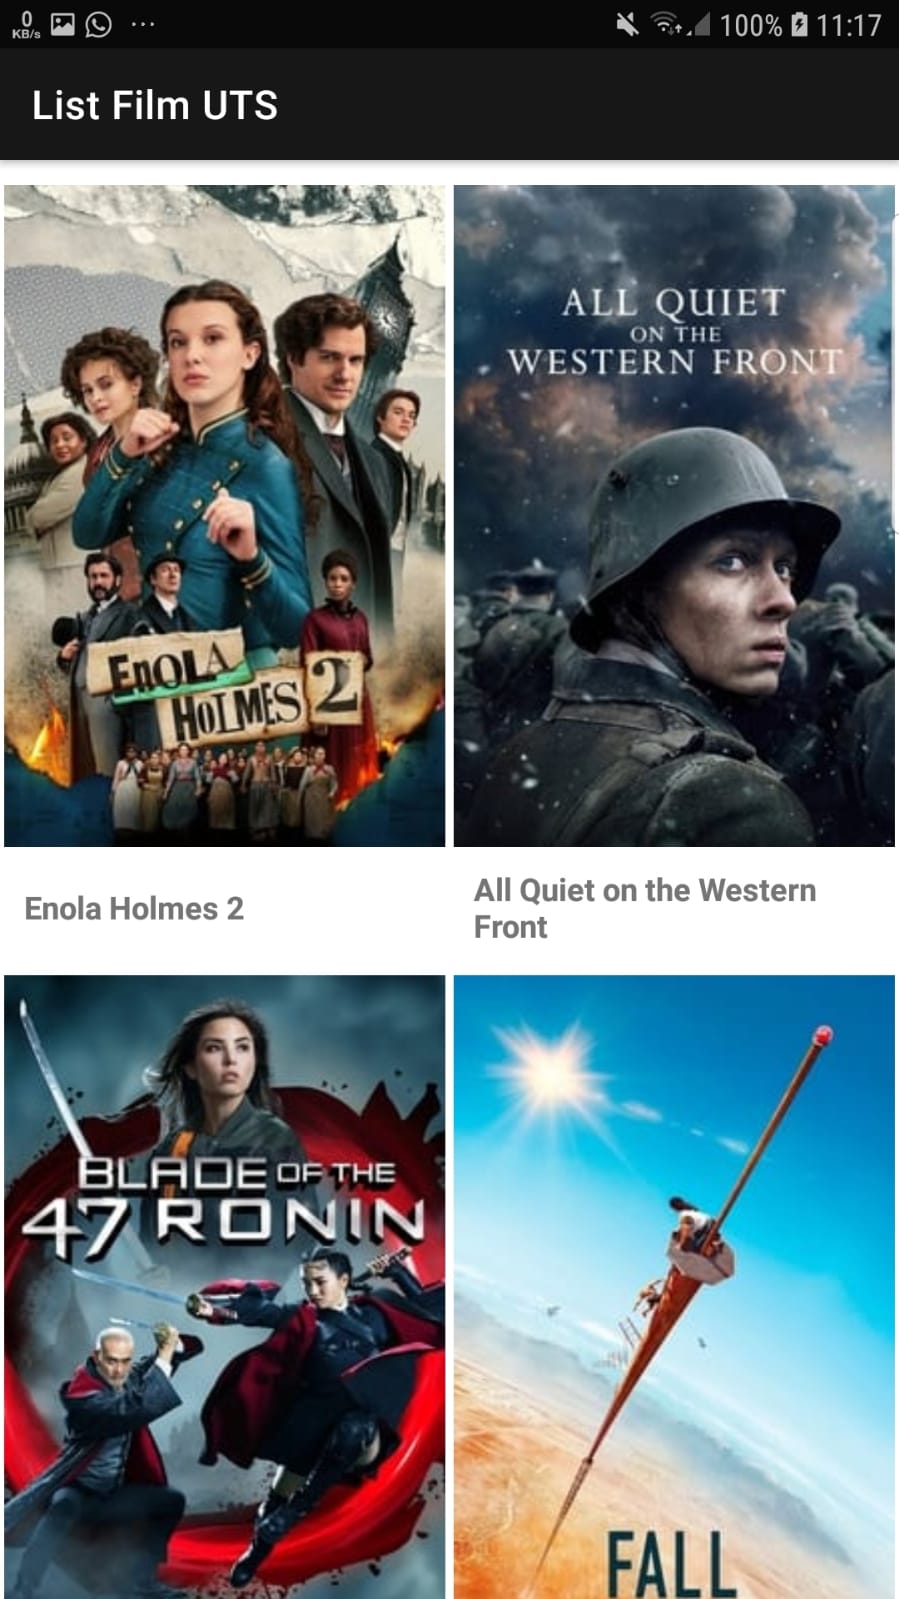 0
KB/s
100%
11:17
List Film UTS
ENOLA
HOLMES 2
ALL QUIET
ON THE
WESTERN FRONT
Enola Holmes 2
All Quiet on the Western
Front
BLADE OF THE
47 RONIN
FALL